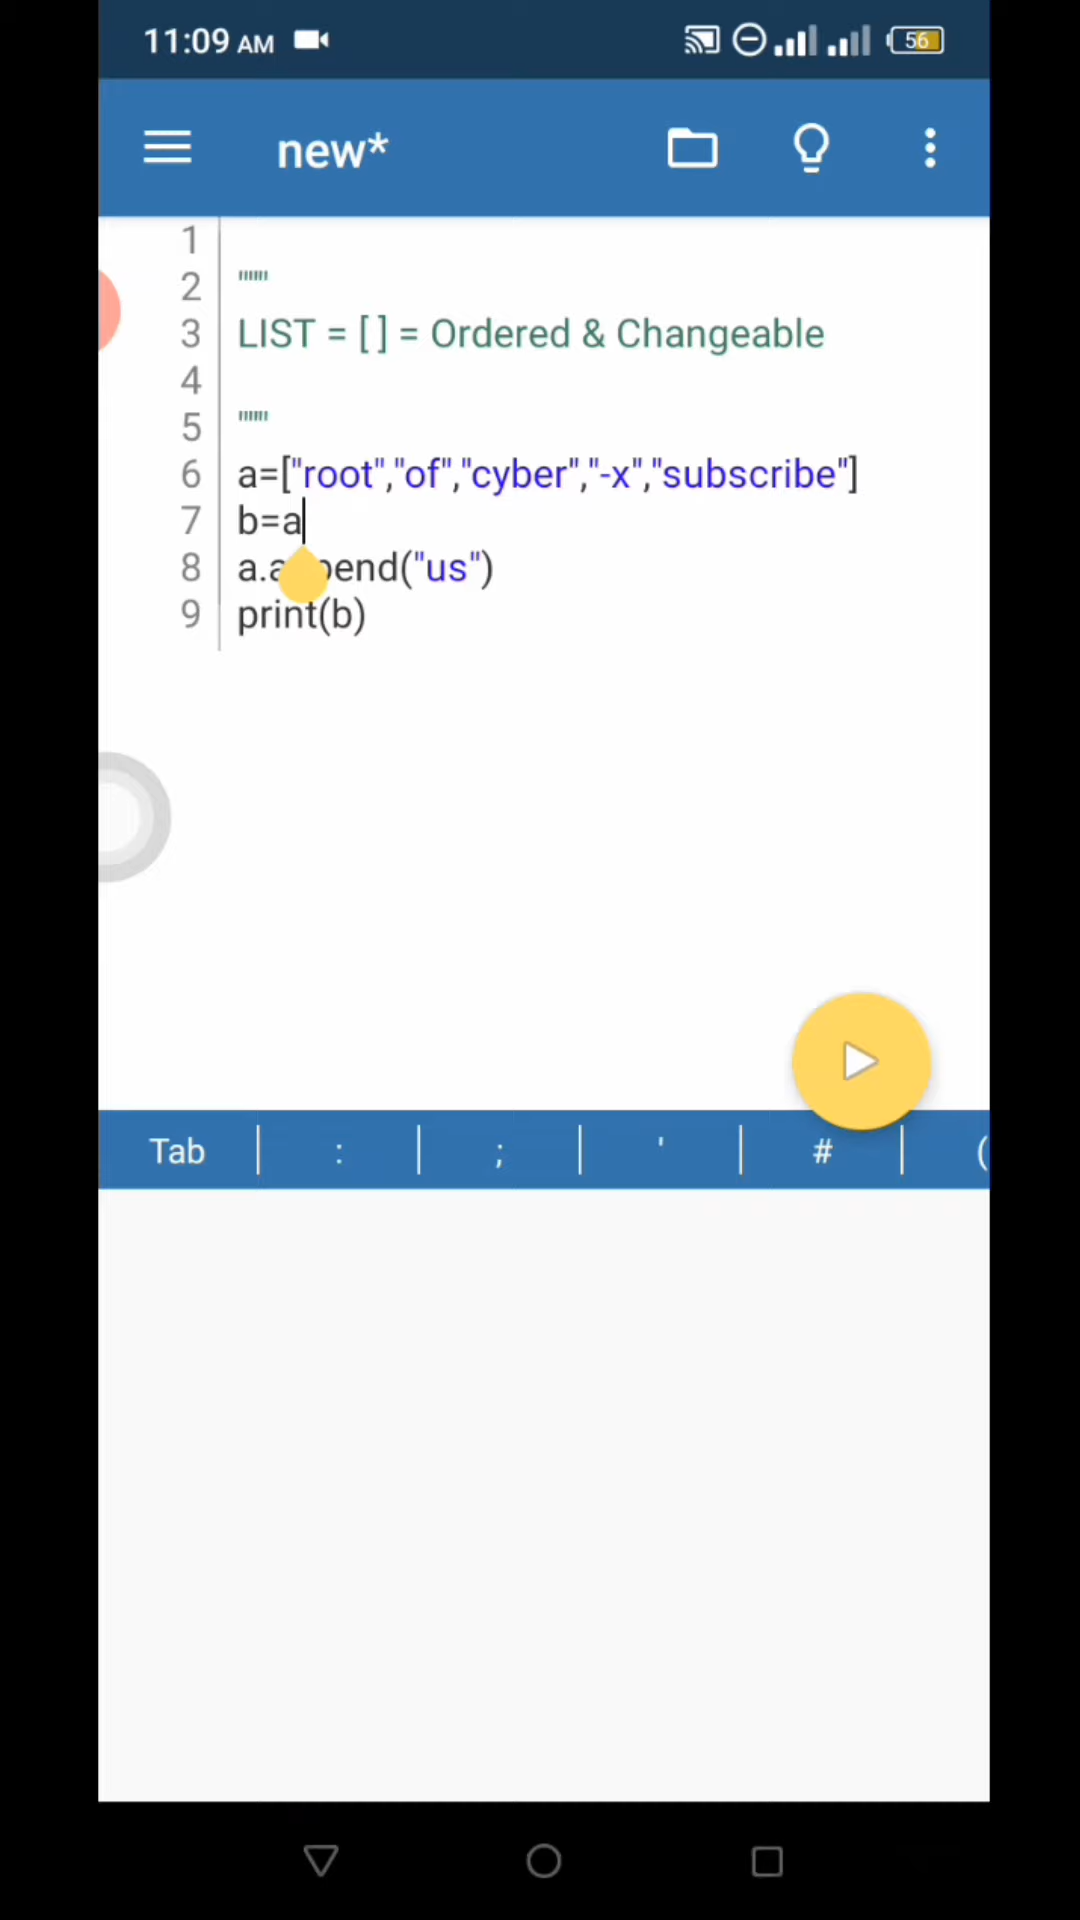 11:09 AM 56
new*
1
2 """
3 LIST = [ ] = Ordered & Changeable
4
5 """
6 a=["root","of","cyber","-x","subscribe"]
7 b=a
8 a.append("us")
9 print(b)
Tab : ; ' # (